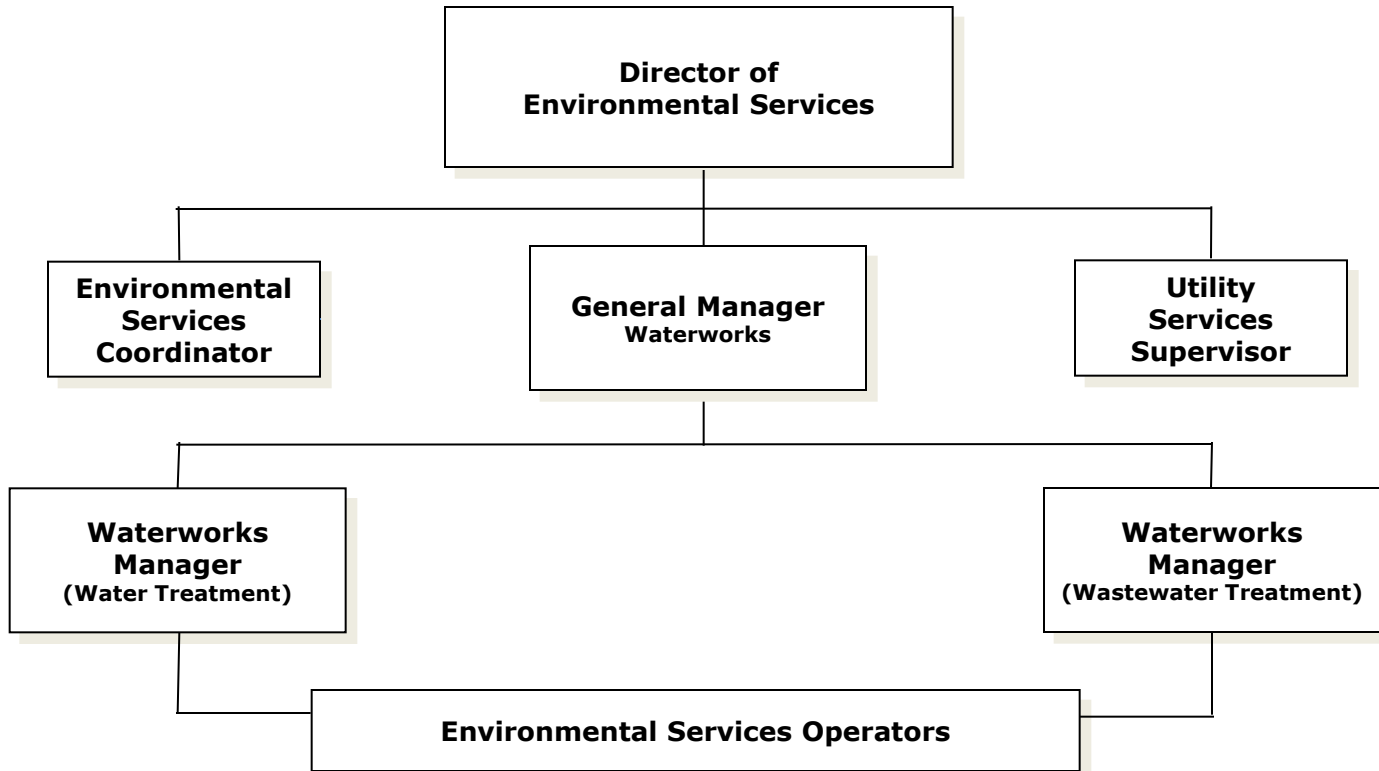 Director of
Environmental Services
Environmental
Services
Coordinator
General Manager
Waterworks
Utility
Services
Supervisor
Waterworks
Manager
(Water Treatment)
Waterworks
Manager
(Wastewater Treatment)
Environmental Services Operators